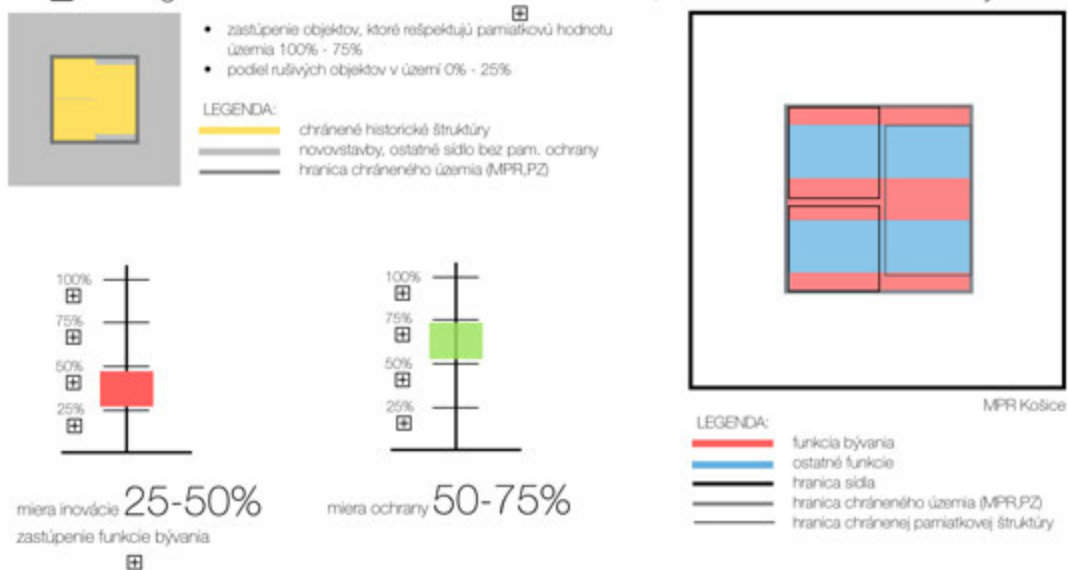 • zastúpenie objektov, ktoré rešpektujú pamiatkovú hodnotu
územia 100% - 75%
• podiel rušivých objektov v území 0% - 25%
LEGENDA:
chránené historické štruktúry
novovstavby, ostatné sídlo bez pam. ochrany
hranica chráneného územia (MPR,PZ)
100%
75%
50%
25%
miera inovácie 25-50%
zastúpenie funkcie bývania
100%
75%
50%
25%
miera ochrany 50-75%
MPR Košice
LEGENDA:
funkcia bývania
ostatné funkcie
hranica sídla
hranica chráneného územia (MPR,PZ)
hranica chránenej pamiatkovej štruktúry